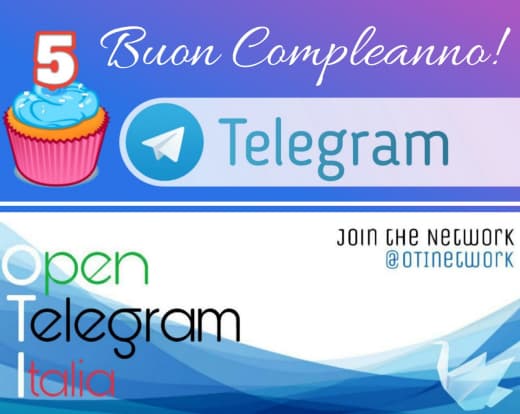 5
Buon Compleanno!
Telegram
JOIN THE NETWORK
@OTINETWORK
Open
Telegram
Italia